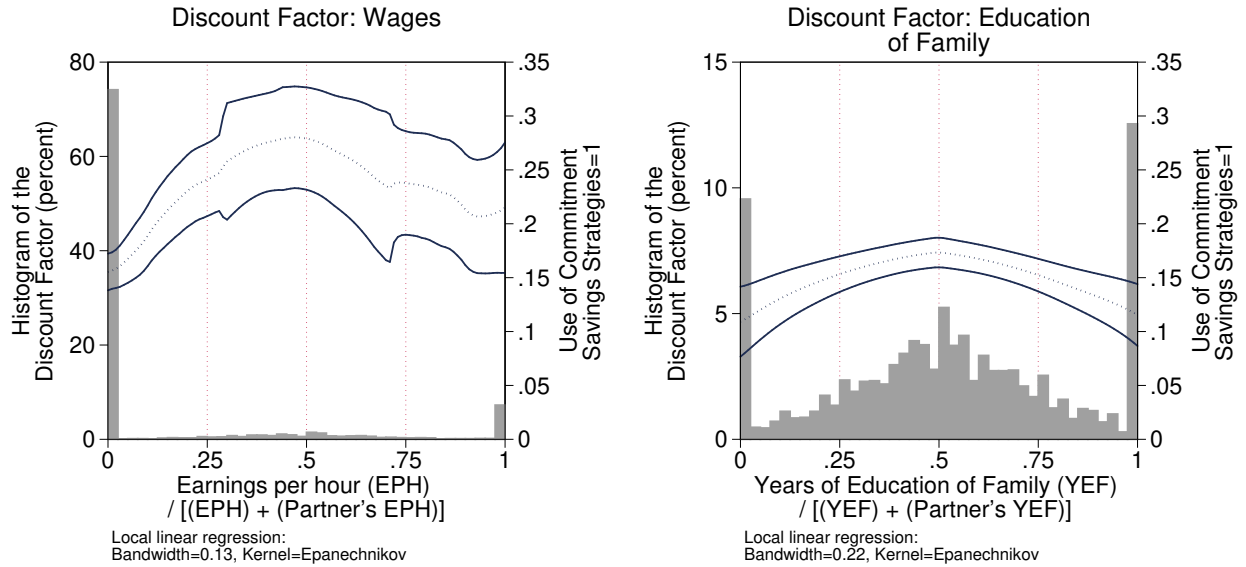 Discount Factor: Wages
80
60
40
20
0
.35
.3
.25
.2
.15
.1
.05
0
Histogram of the
Discount Factor (percent)
Use of Commitment
Savings Strategies=1
0 .25 .5 .75 1
Earnings per hour (EPH)
/ [(EPH) + (Partner's EPH)]
Local linear regression:
Bandwidth=0.13, Kernel=Epanechnikov
Discount Factor: Education
of Family
15
10
5
0
.35
.3
.25
.2
.15
.1
.05
0
Histogram of the
Discount Factor (percent)
Use of Commitment
Savings Strategies=1
0 .25 .5 .75 1
Years of Education of Family (YEF)
/ [(YEF) + (Partner's YEF)]
Local linear regression:
Bandwidth=0.22, Kernel=Epanechnikov